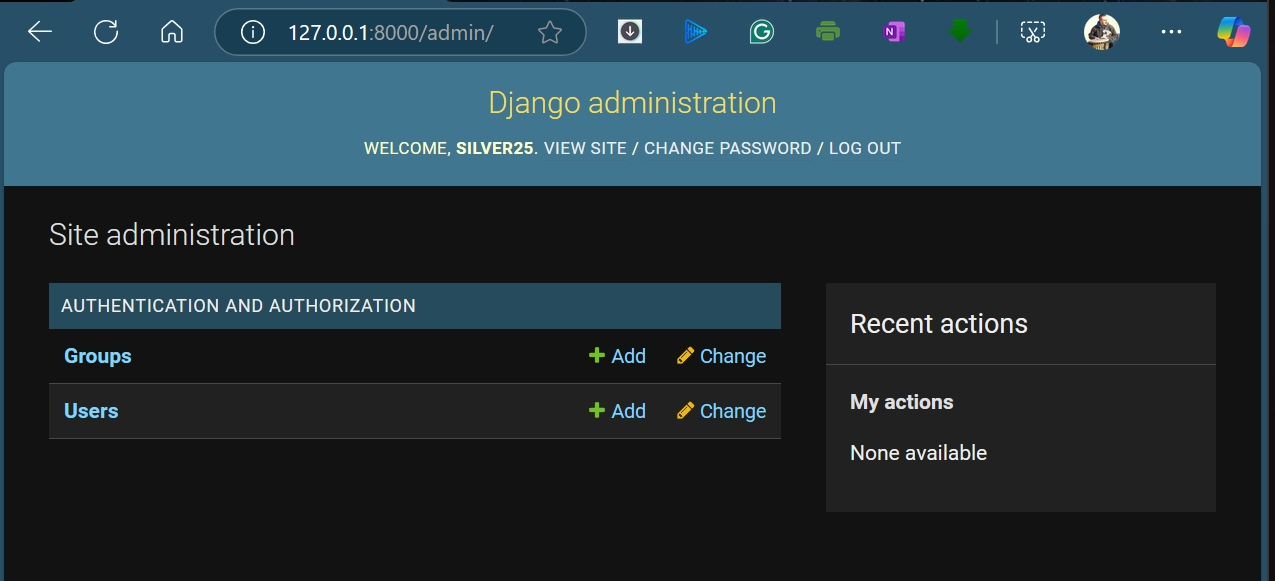 127.0.0.1:8000/admin/
Django administration
WELCOME, SILVER25. VIEW SITE / CHANGE PASSWORD / LOG OUT
Site administration
AUTHENTICATION AND AUTHORIZATION
Groups Add Change
Users Add Change
Recent actions
My actions
None available